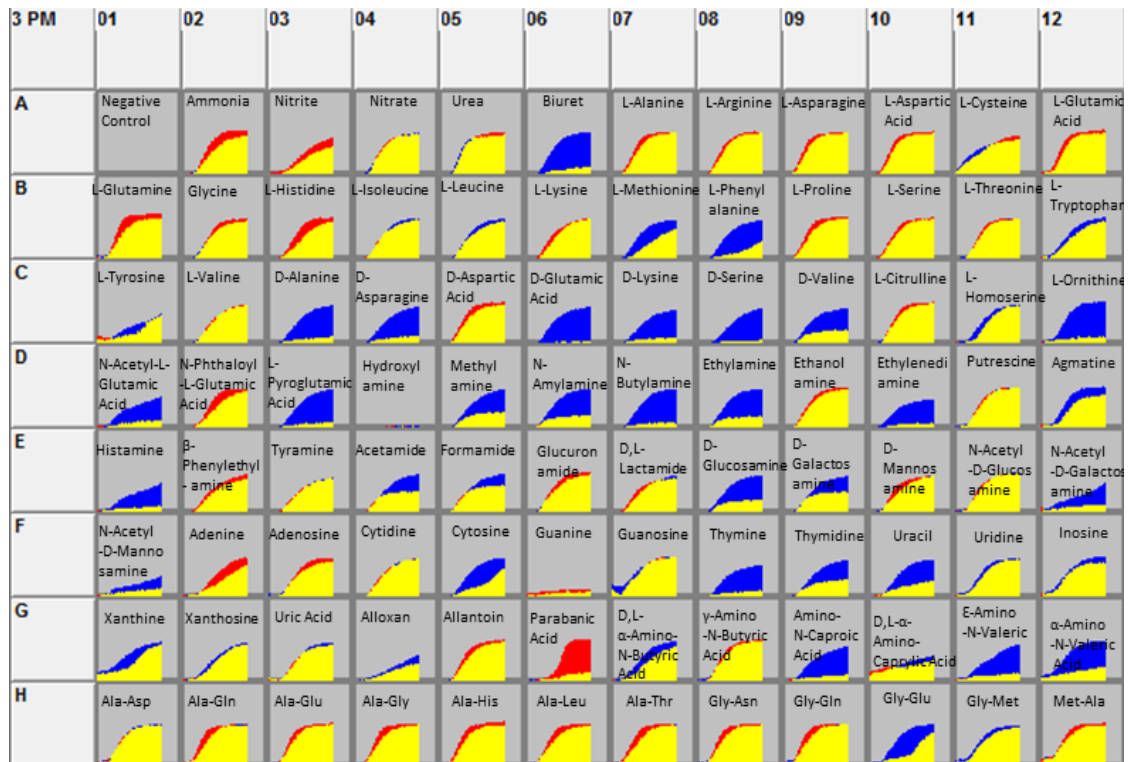 3 PM 01 02 03 04 05 06 07 08 09 10 11 12
A
Negative
Control
Ammonia
Nitrite
Nitrate
Urea
Biuret
L-Alanine
L-Arginine
L-Asparagine
L-Aspartic
Acid
L-Cysteine
L-Glutamic
Acid
B
L-Glutamine
Glycine
L-Histidine
L-Isoleucine
L-Leucine
L-Lysine
L-Methionine
L-Phenyl
alanine
L-Proline
L-Serine
L-Threonine
L-
Tryptophan
C
L-Tyrosine
L-Valine
D-Alanine
D-
Asparagine
D-Aspartic
Acid
D-Glutamic
Acid
D-Lysine
D-Serine
D-Valine
L-Citrulline
L-
Homoserine
L-Ornithine
D
N-Acetyl-L-
Glutamic
Acid
N-Phthaloyl
-L-Glutamic
Acid
L-
Pyroglutamic
Acid
Hydroxyl
amine
Methyl
amine
N-
Amylamine
N-
Butylamine
Ethylamine
Ethanol
amine
Ethylenedi
amine
Putrescine
Agmatine
E
Histamine
β-
Phenylethyl
- amine
Tyramine
Acetamide
Formamide
Glucuron
amide
D,L-
Lactamide
D-
Glucosamine
D-
Galactos
amine
D-
Mannos
amine
N-Acetyl
-D-Glucos
amine
N-Acetyl
-D-Galactos
amine
F
N-Acetyl
-D-Manno
samine
Adenine
Adenosine
Cytidine
Cytosine
Guanine
Guanosine
Thymine
Thymidine
Uracil
Uridine
Inosine
G
Xanthine
Xanthosine
Uric Acid
Alloxan
Allantoin
Parabanic
Acid
D,L-
α-Amino-
N-Butyric
Acid
γ-Amino
-N-Butyric
Acid
Amino-
N-Caproic
Acid
D,L-α-
Amino-
Caprylic Acid
E-Amino
-N-Valeric
α-Amino
-N-Valeric
Acid
H
Ala-Asp
Ala-Gln
Ala-Glu
Ala-Gly
Ala-His
Ala-Leu
Ala-Thr
Gly-Asn
Gly-Gln
Gly-Glu
Gly-Met
Met-Ala